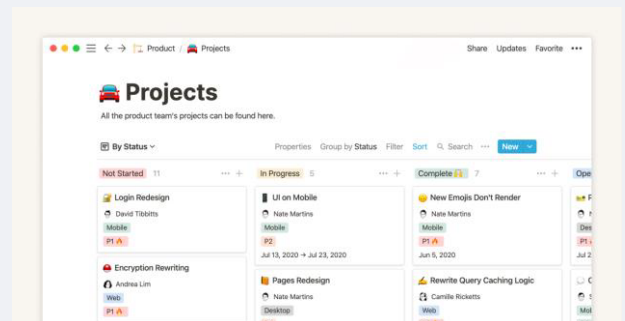 Product / 🚘 Projects
Share Updates Favorite •••
🚘 Projects
All the product team's projects can be found here.
By Status
Properties Group by Status Filter Sort Search ••• New
Not Started 11 ••• +
In Progress 5 ••• +
Complete 🙌 7 ••• +
Ope
Login Redesign
David Tibbitts
Mobile
P1 🔥
Encryption Rewriting
Andrea Lim
Web
P1 🔥
UI on Mobile
Nate Martins
Mobile
P2
Jul 13, 2020 → Jul 23, 2020
Pages Redesign
Nate Martins
Desktop
New Emojis Don't Render
Nate Martins
Mobile
P1 🔥
Jun 5, 2020
Rewrite Query Caching Logic
Camille Ricketts
Web